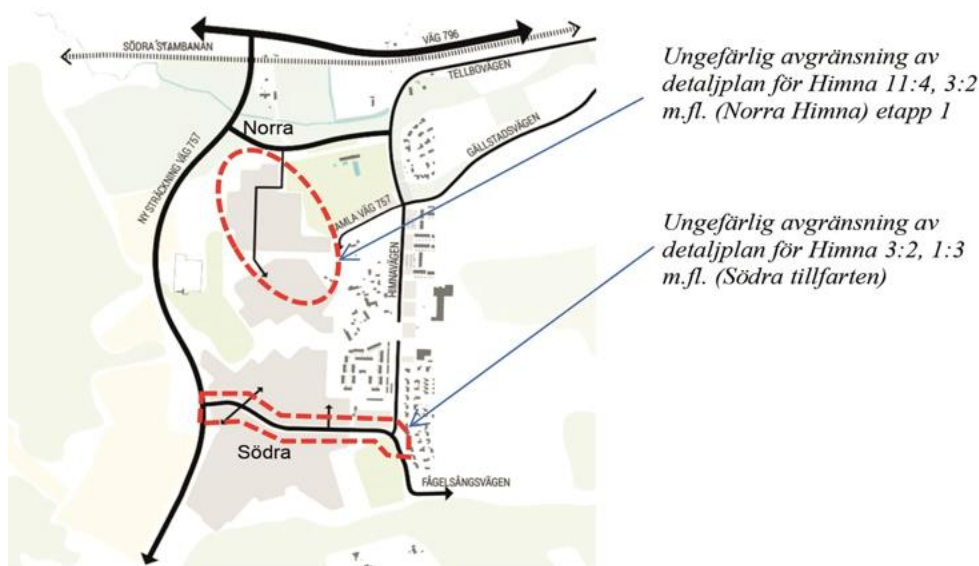 SÖDRA STAMBANAN
VÄG 796
TELLBOVÄGEN
Norra
GÄLLSTADSVÄGEN
NY STRÄCKNING VÄG 757
AMLA VÄG 757
HIMNAVÄGEN
Södra
FÅGELSÅNGSVÄGEN
Ungefärlig avgränsning av
detaljplan för Himna 11:4, 3:2
m.fl. (Norra Himna) etapp 1
Ungefärlig avgränsning av
detaljplan för Himna 3:2, 1:3
m.fl. (Södra tillfarten)